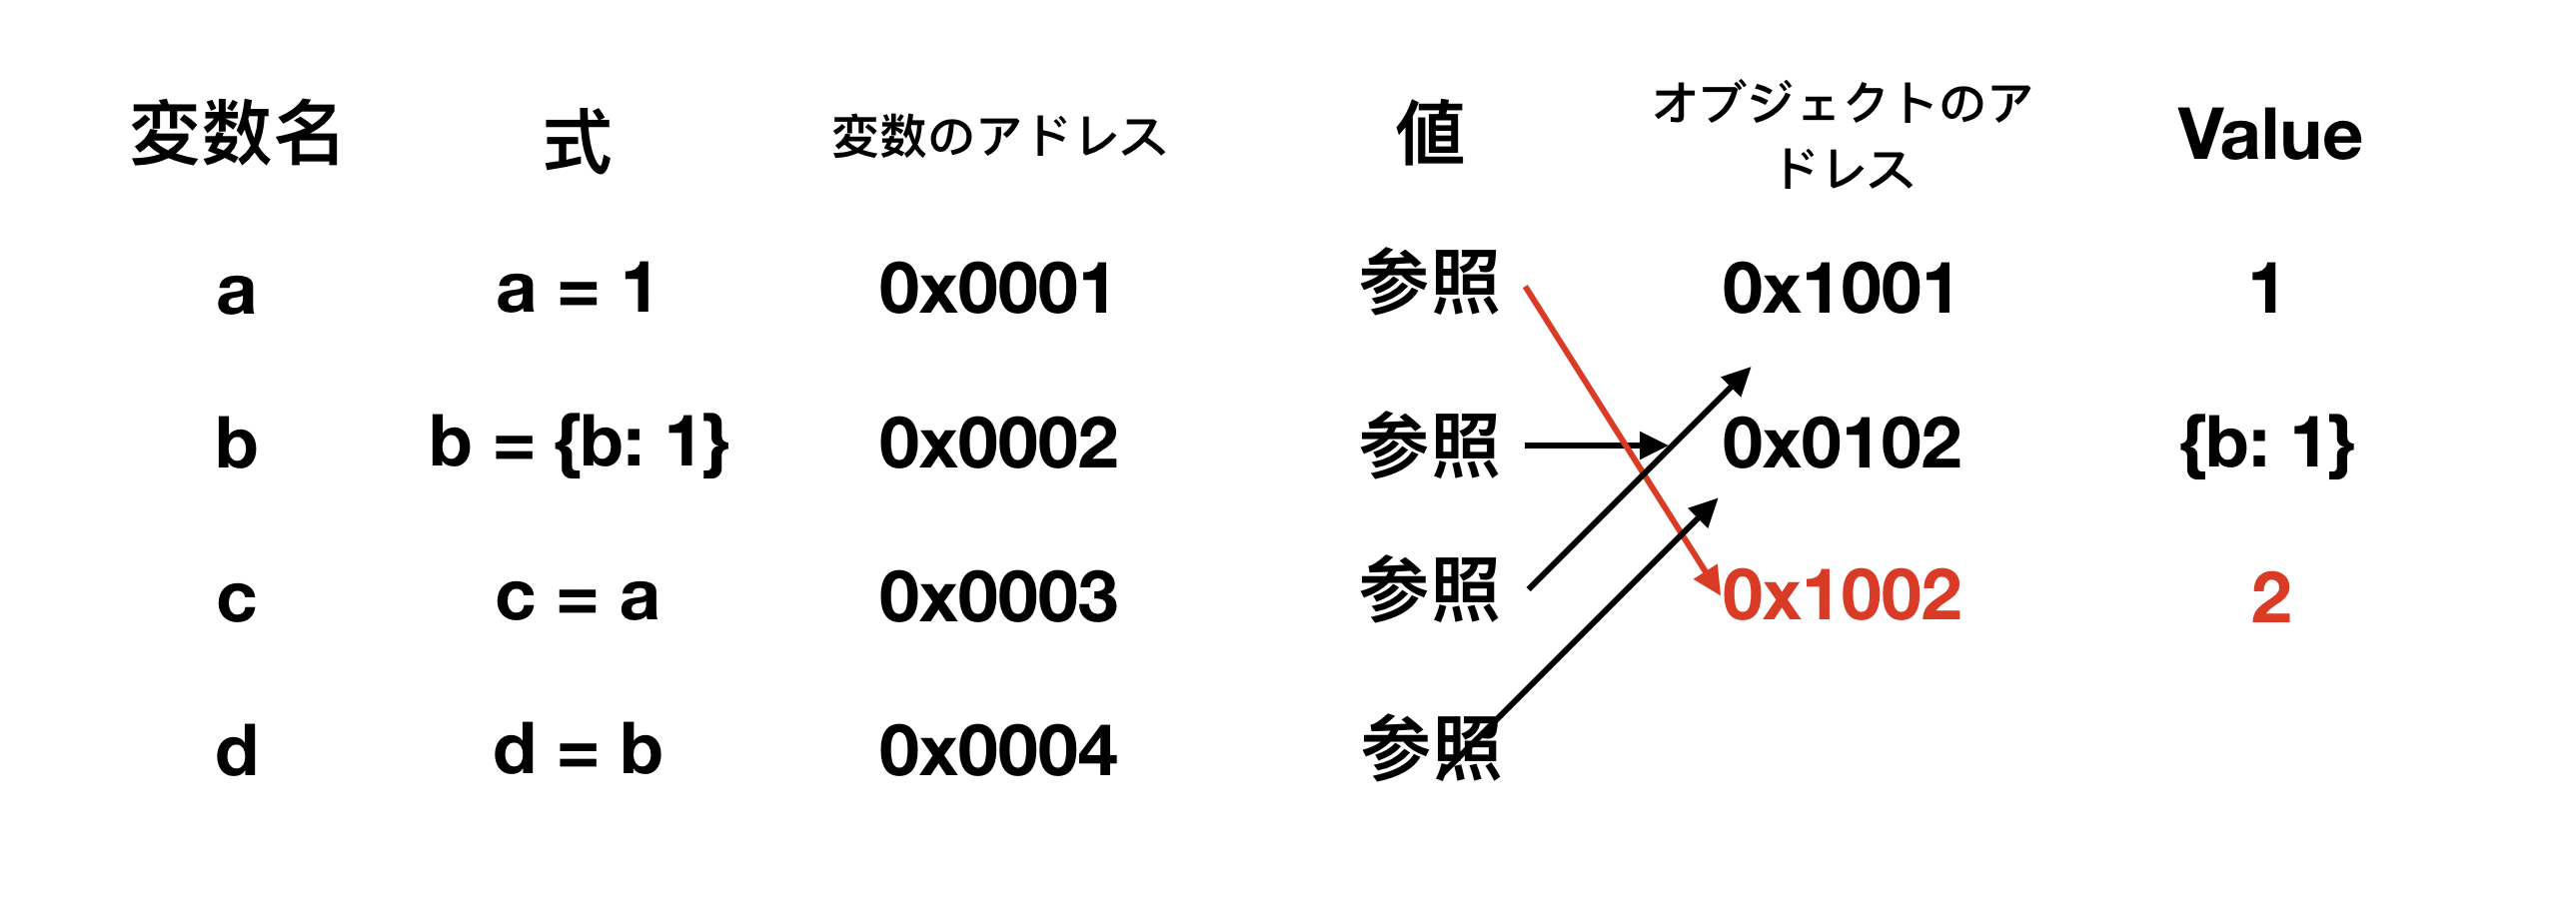 変数名 式 変数のアドレス 値 オブジェクトのア
ドレス Value
a a = 1 0x0001 参照 0x1001 1
b b = {b: 1} 0x0002 参照 0x0102 {b: 1}
c c = a 0x0003 参照 0x1002 2
d d = b 0x0004 参照